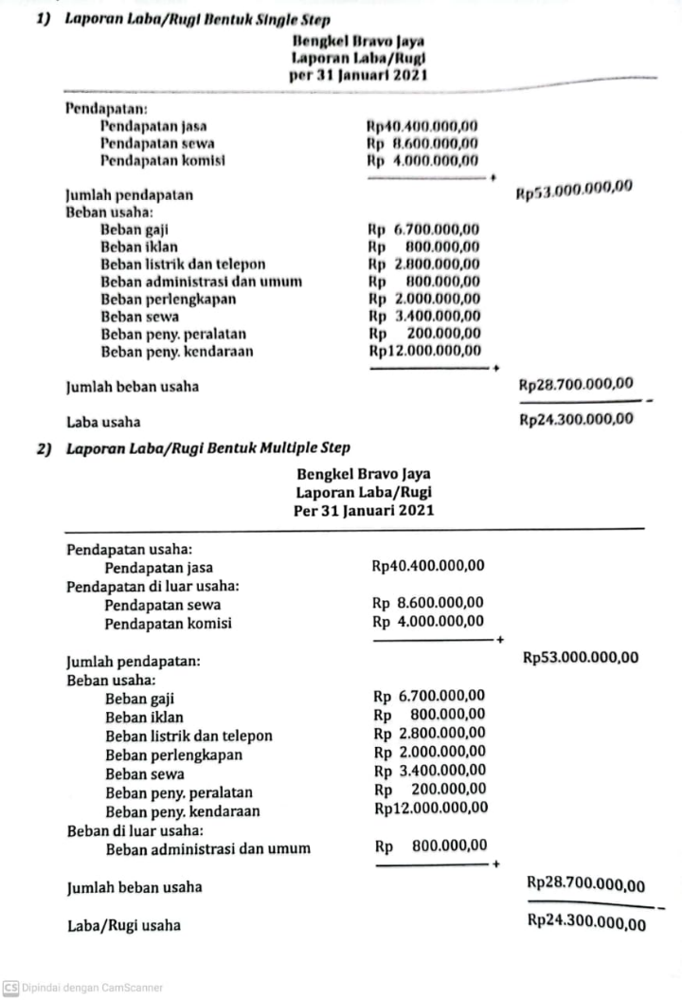 1) Laporan Laba/Rugi Bentuk Single Step
Bengkel Bravo Jaya
Laporan Laba/Rugi
per 31 Januari 2021
Pendapatan:
Pendapatan jasa Rp40.400.000,00
Pendapatan sewa Rp 8.600.000,00
Pendapatan komisi Rp 4.000.000,00
+
Jumlah pendapatan Rp53.000.000,00
Beban usaha:
Beban gaji Rp 6.700.000,00
Beban iklan Rp 800.000,00
Beban listrik dan telepon Rp 2.800.000,00
Beban administrasi dan umum Rp 800.000,00
Beban perlengkapan Rp 2.000.000,00
Beban sewa Rp 3.400.000,00
Beban peny. peralatan Rp 200.000,00
Beban peny. kendaraan Rp12.000.000,00
+
Jumlah beban usaha Rp28.700.000,00
-
Laba usaha Rp24.300.000,00
2) Laporan Laba/Rugi Bentuk Multiple Step
Bengkel Bravo Jaya
Laporan Laba/Rugi
Per 31 Januari 2021
Pendapatan usaha:
Pendapatan jasa Rp40.400.000,00
Pendapatan di luar usaha:
Pendapatan sewa Rp 8.600.000,00
Pendapatan komisi Rp 4.000.000,00
+
Jumlah pendapatan: Rp53.000.000,00
Beban usaha:
Beban gaji Rp 6.700.000,00
Beban iklan Rp 800.000,00
Beban listrik dan telepon Rp 2.800.000,00
Beban perlengkapan Rp 2.000.000,00
Beban sewa Rp 3.400.000,00
Beban peny. peralatan Rp 200.000,00
Beban peny. kendaraan Rp12.000.000,00
Beban di luar usaha:
Beban administrasi dan umum Rp 800.000,00
+
Jumlah beban usaha Rp28.700.000,00
-
Laba/Rugi usaha Rp24.300.000,00
CS Dipindai dengan CamScanner